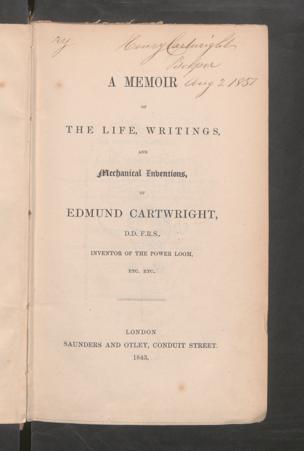 Henry Cartwright
Belper
Aug 2 1851
A MEMOIR
OF
THE LIFE, WRITINGS,
AND
Mechanical Inventions,
OF
EDMUND CARTWRIGHT,
D.D. F.R.S.,
INVENTOR OF THE POWER LOOM,
ETC. ETC.
LONDON
SAUNDERS AND OTLEY, CONDUIT STREET.
1843.